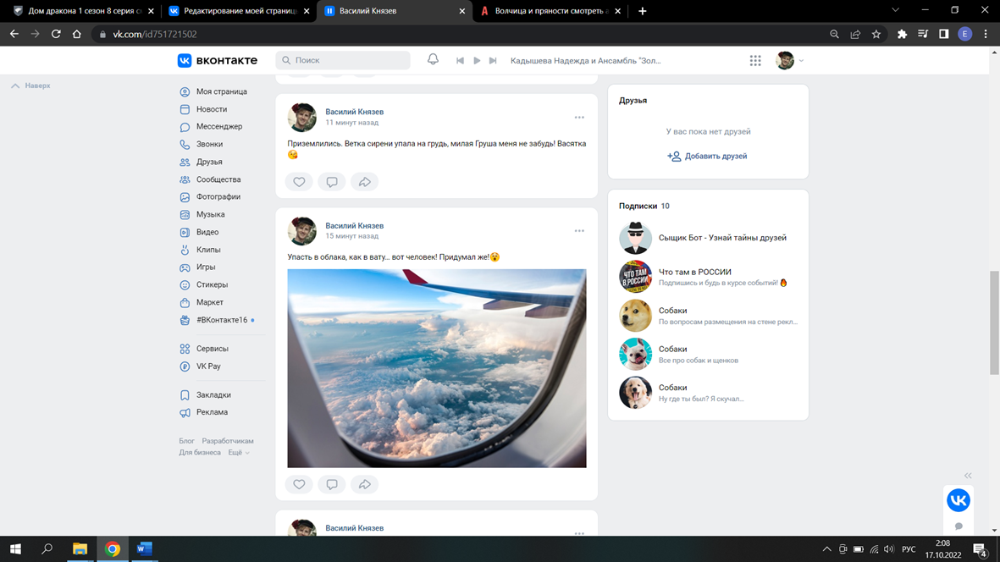 Дом дракона 1 сезон 8 серия с
Редактирование моей страниц
Василий Князев
Волчица и пряности смотреть а
vk.com/id751721502
E
вконтакте
Поиск
Кадышева Надежда и Ансамбль "Зол...
Наверх
Моя страница
Новости
Мессенджер
Звонки
Друзья
Сообщества
Фотографии
Музыка
Видео
Клипы
Игры
Стикеры
Маркет
#ВКонтакте16
Сервисы
VK Pay
Закладки
Реклама
Блог Разработчикам
Для бизнеса Ещё
Василий Князев
11 минут назад
Приземлились. Ветка сирени упала на грудь, милая Груша меня не забудь! Васятка
😘
Василий Князев
15 минут назад
Упасть в облака, как в вату... вот человек! Придумал же!😲
Василий Князев
Друзья
У вас пока нет друзей
Добавить друзей
Подписки 10
Сыщик Бот - Узнай тайны друзей
ЧТО ТАМ В РОССИИ
Что там в РОССИИ
Подпишись и будь в курсе событий! 🔥
Собаки
По вопросам размещения на стене рекл...
Собаки
Все про собак и щенков
Собаки
Ну где ты был? Я скучал...
РУС
2:08
17.10.2022
4